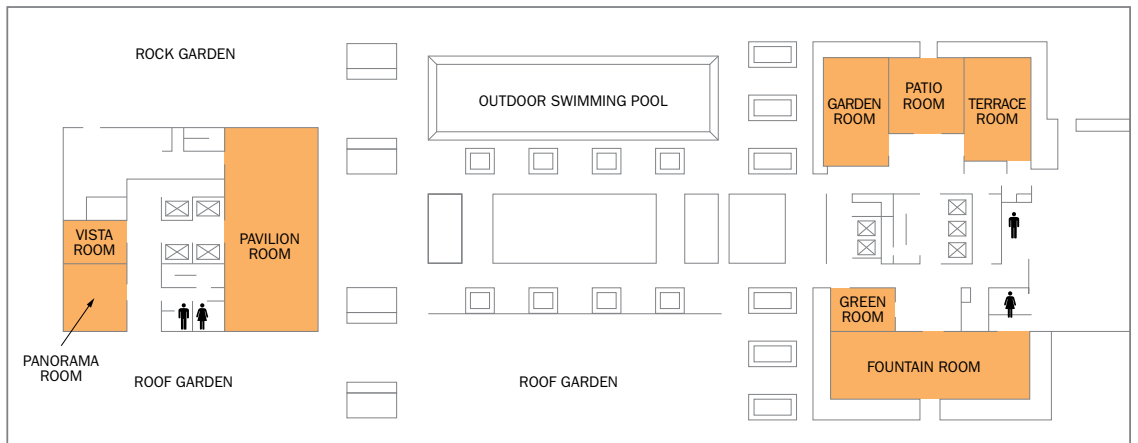 ROCK GARDEN
OUTDOOR SWIMMING POOL
GARDEN
ROOM
PATIO
ROOM
TERRACE
ROOM
VISTA
ROOM
PAVILION
ROOM
PANORAMA
ROOM
GREEN
ROOM
FOUNTAIN ROOM
ROOF GARDEN
ROOF GARDEN